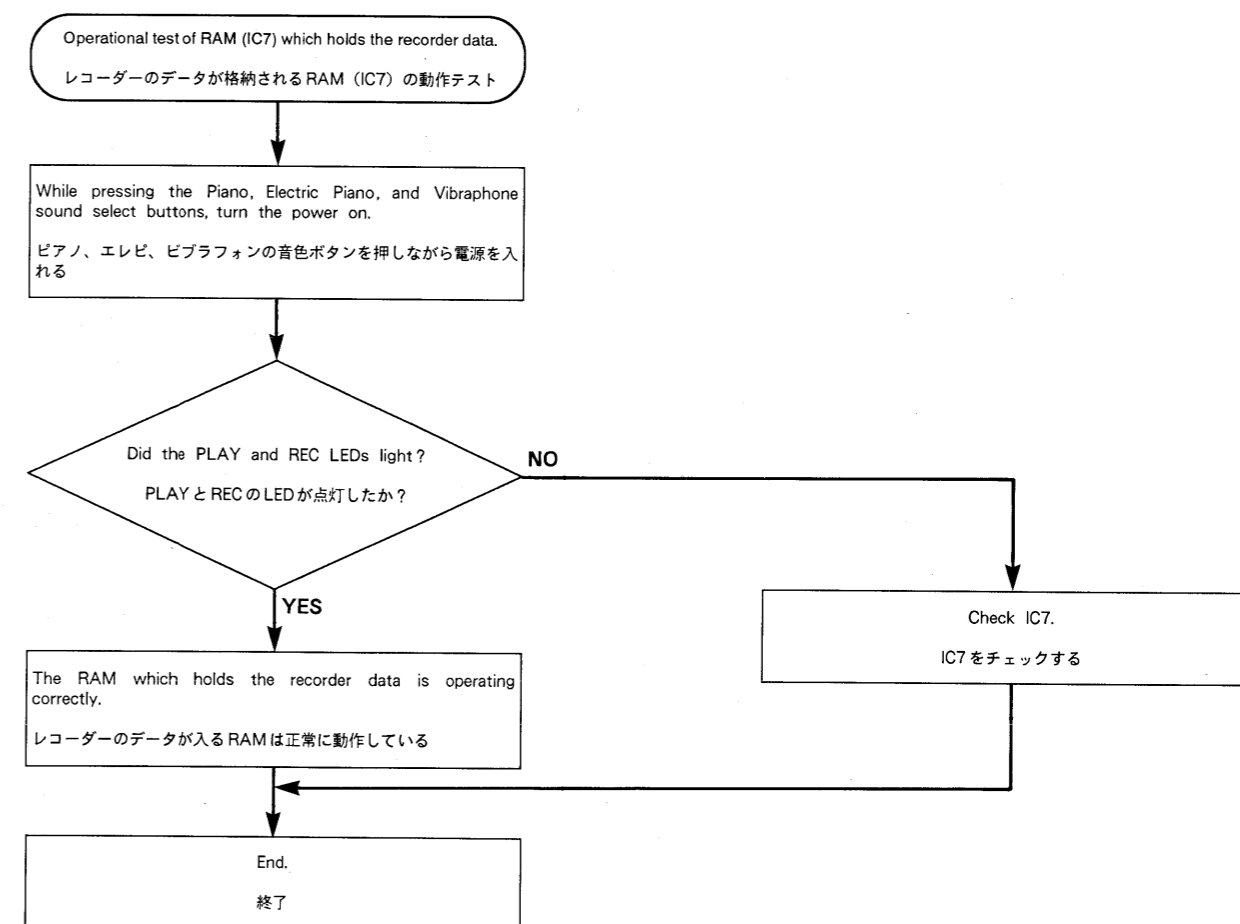 Operational test of RAM (IC7) which holds the recorder data.
レコーダーのデータが格納されるRAM（IC7）の動作テスト
While pressing the Piano, Electric Piano, and Vibraphone
sound select buttons, turn the power on.
ピアノ、エレピ、ビブラフォンの音色ボタンを押しながら電源を入
れる
Did the PLAY and REC LEDs light?
PLAYとRECのLEDが点灯したか？
NO
YES
Check IC7.
IC7をチェックする
The RAM which holds the recorder data is operating
correctly.
レコーダーのデータが入るRAMは正常に動作している
End.
終了